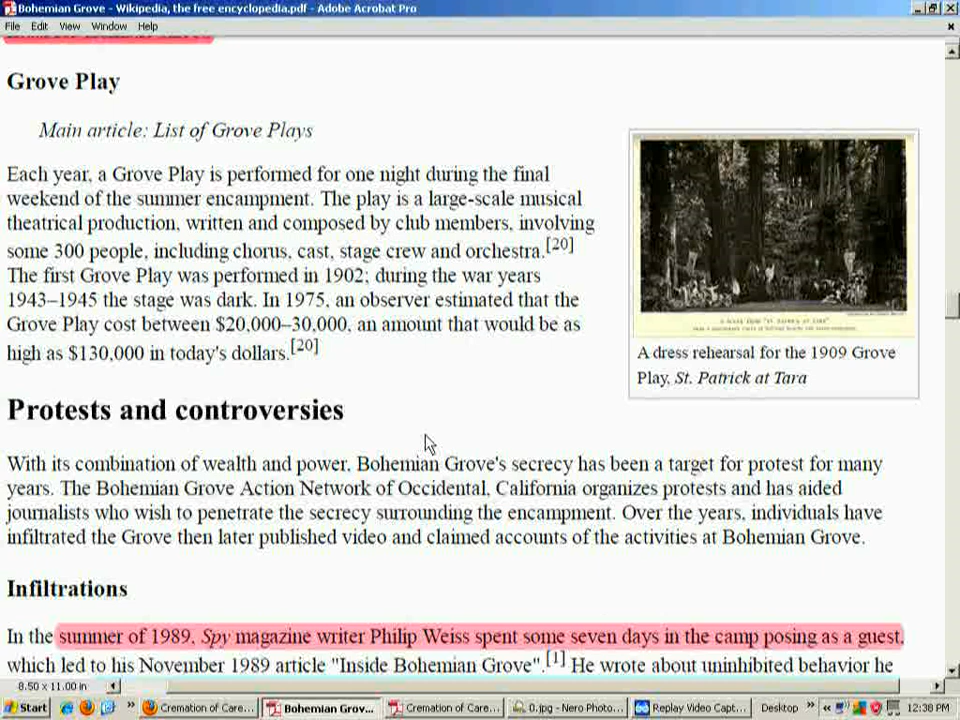 Bohemian Grove - Wikipedia, the free encyclopedia.pdf - Adobe Acrobat Pro
File Edit View Window Help
Grove Play
Main article: List of Grove Plays
Each year, a Grove Play is performed for one night during the final
weekend of the summer encampment. The play is a large-scale musical
theatrical production, written and composed by club members, involving
some 300 people, including chorus, cast, stage crew and orchestra.[20]
The first Grove Play was performed in 1902; during the war years
1943–1945 the stage was dark. In 1975, an observer estimated that the
Grove Play cost between $20,000–30,000, an amount that would be as
high as $130,000 in today's dollars.[20]
A dress rehearsal for the 1909 Grove
Play, St. Patrick at Tara
Protests and controversies
With its combination of wealth and power, Bohemian Grove's secrecy has been a target for protest for many
years. The Bohemian Grove Action Network of Occidental, California organizes protests and has aided
journalists who wish to penetrate the secrecy surrounding the encampment. Over the years, individuals have
infiltrated the Grove then later published video and claimed accounts of the activities at Bohemian Grove.
Infiltrations
In the summer of 1989, Spy magazine writer Philip Weiss spent some seven days in the camp posing as a guest,
which led to his November 1989 article "Inside Bohemian Grove".[1] He wrote about uninhibited behavior he
8.50 x 11.00 in
Start » Cremation of Care... Bohemian Grov... Cremation of Care... 0.jpg - Nero Photo... Replay Video Capt... Desktop » « 12:38 PM